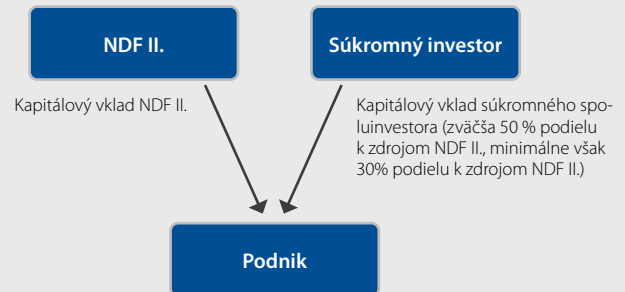 NDF II.
Súkromný investor
Kapitálový vklad NDF II.
Kapitálový vklad súkromného spo-
luinvestora (zväčša 50 % podielu
k zdrojom NDF II., minimálne však
30% podielu k zdrojom NDF II.)
Podnik